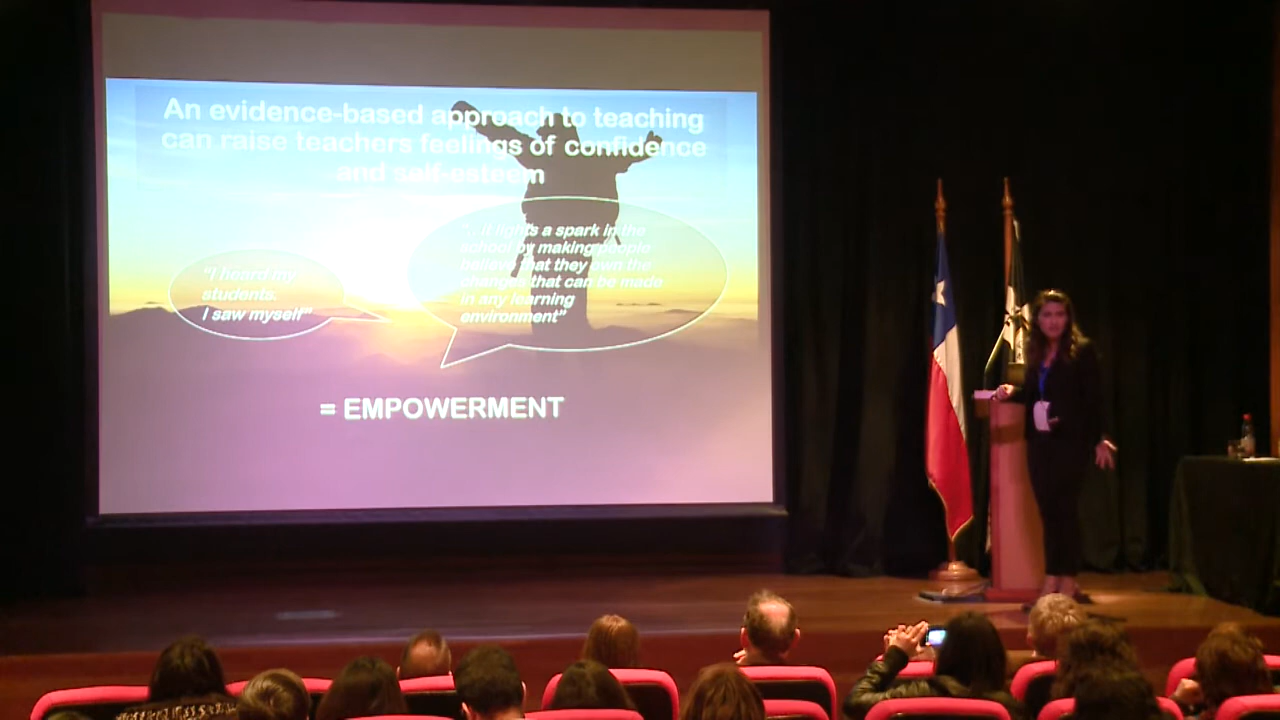 An evidence-based approach to teaching
can raise teachers feelings of confidence
and self-esteem
"I heard my
students.
I saw myself"
"... it lights a spark in the
school by making people
believe that they own the
changes that can be made
in any learning
environment"
= EMPOWERMENT